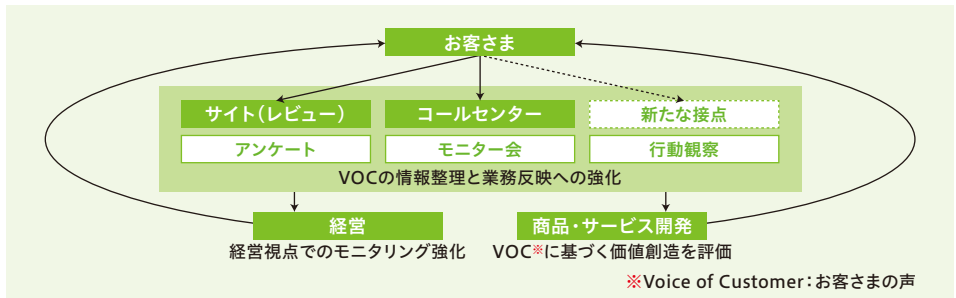 お客さま
サイト（レビュー） コールセンター 新たな接点
アンケート モニター会 行動観察
VOCの情報整理と業務反映への強化
経営 商品・サービス開発
経営視点でのモニタリング強化 VOC※に基づく価値創造を評価
※Voice of Customer：お客さまの声